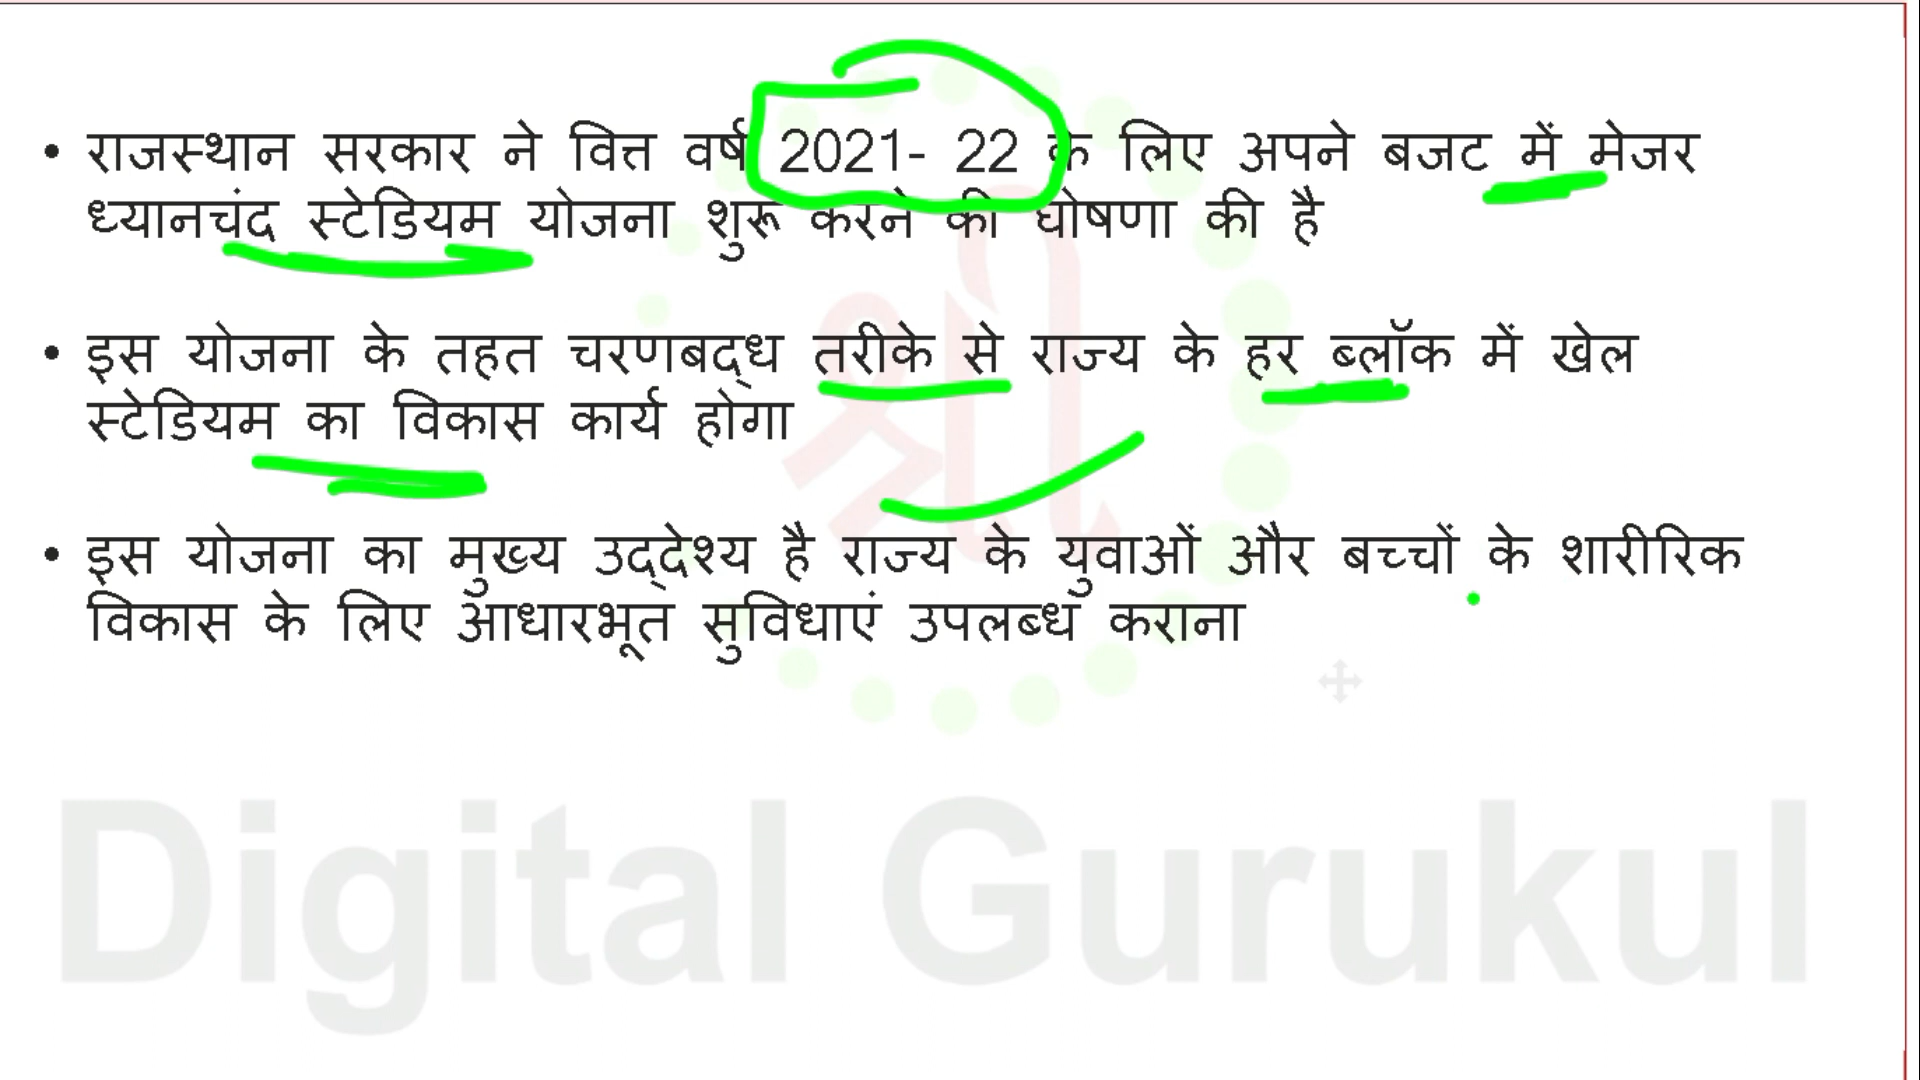 • राजस्थान सरकार ने वित्त वर्ष 2021- 22 के लिए अपने बजट में मेजर
ध्यानचंद स्टेडियम योजना शुरू करने की घोषणा की है
• इस योजना के तहत चरणबद्ध तरीके से राज्य के हर ब्लॉक में खेल
स्टेडियम का विकास कार्य होगा
• इस योजना का मुख्य उद्देश्य है राज्य के युवाओं और बच्चों के शारीरिक
विकास के लिए आधारभूत सुविधाएं उपलब्ध कराना
श्री
Digital Gurukul